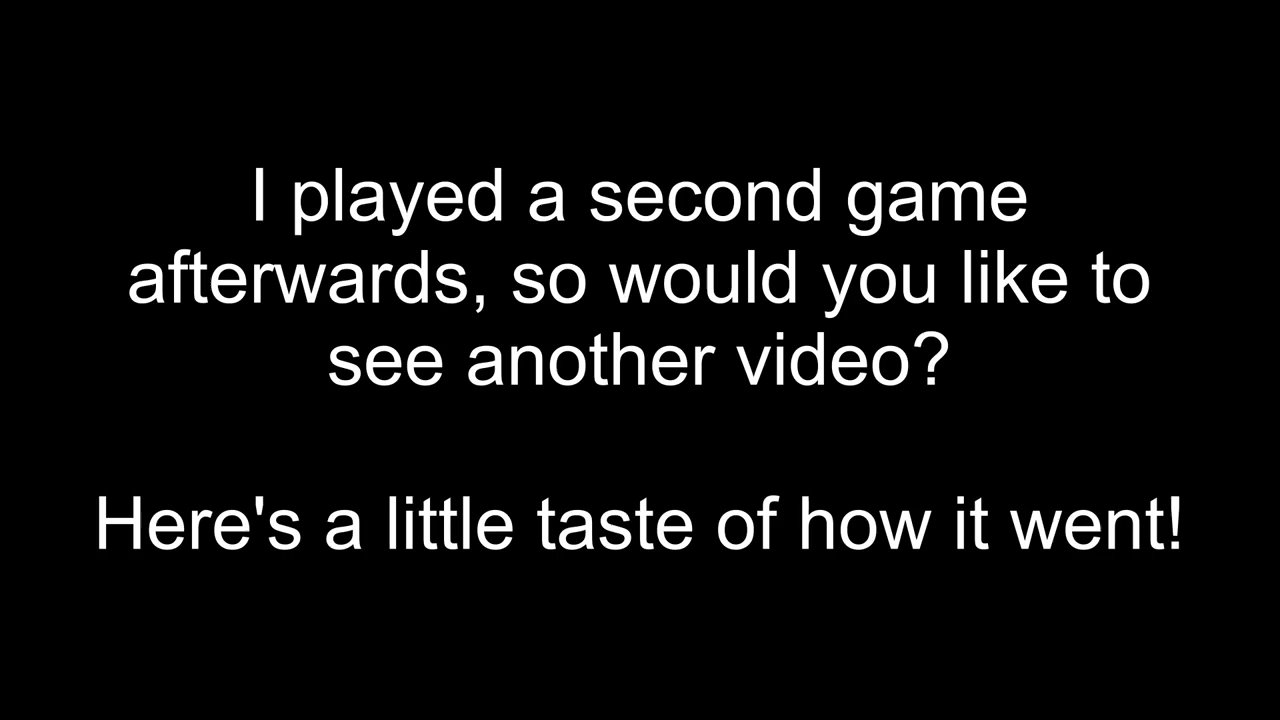 I played a second game
afterwards, so would you like to
see another video?
Here's a little taste of how it went!